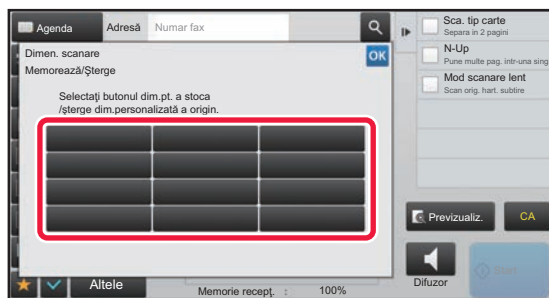 Agenda
Adresă
Numar fax
Dimen. scanare
OK
Memorează/Şterge
Selectaţi butonul dim.pt. a stoca
/şterge dim.personalizată a origin.
Sca. tip carte
Separa in 2 pagini
N-Up
Pune multe pag. intr-una sing
Mod scanare lent
Scan orig. hart. subtire
Previzualiz.
CA
Altele
Memorie recepţ. : 100%
Difuzor
Start